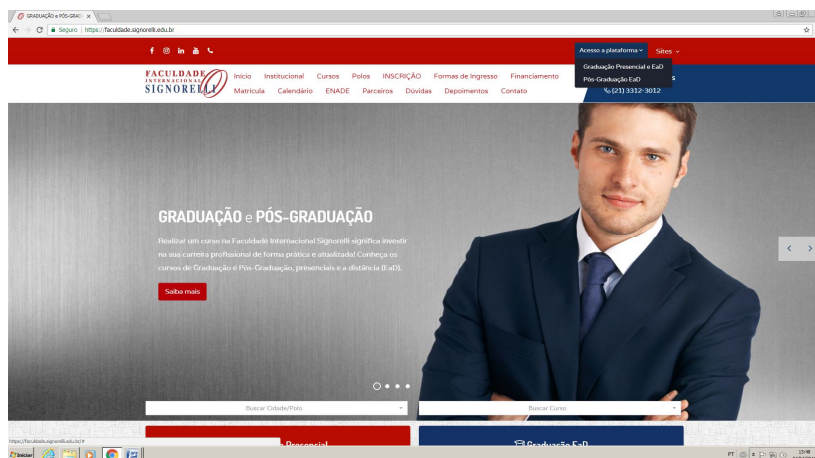 GRADUAÇÃO e PÓS-GRAD
Seguro | https://faculdade.signorelli.edu.br
Acesso a plataforma Sites
Graduação Presencial e EaD
Pós-Graduação EaD
FACULDADE
INTERNACIONAL
SIGNORELLI
Início Institucional Cursos Polos INSCRIÇÃO Formas de Ingresso Financiamento
Matrícula Calendário ENADE Parceiros Dúvidas Depoimentos Contato
(21) 3312-3012
GRADUAÇÃO e PÓS-GRADUAÇÃO
Realizar um curso na Faculdade Internacional Signorelli significa investir
na sua carreira profissional de forma prática e atualizada! Conheça os
cursos de Graduação e Pós-Graduação, presenciais e a distância (EaD).
Saiba mais
Buscar Cidade/Polo
Buscar Curso
Presencial
Graduação EaD
https://faculdade.signorelli.edu.br/#
Iniciar
PT
13:48